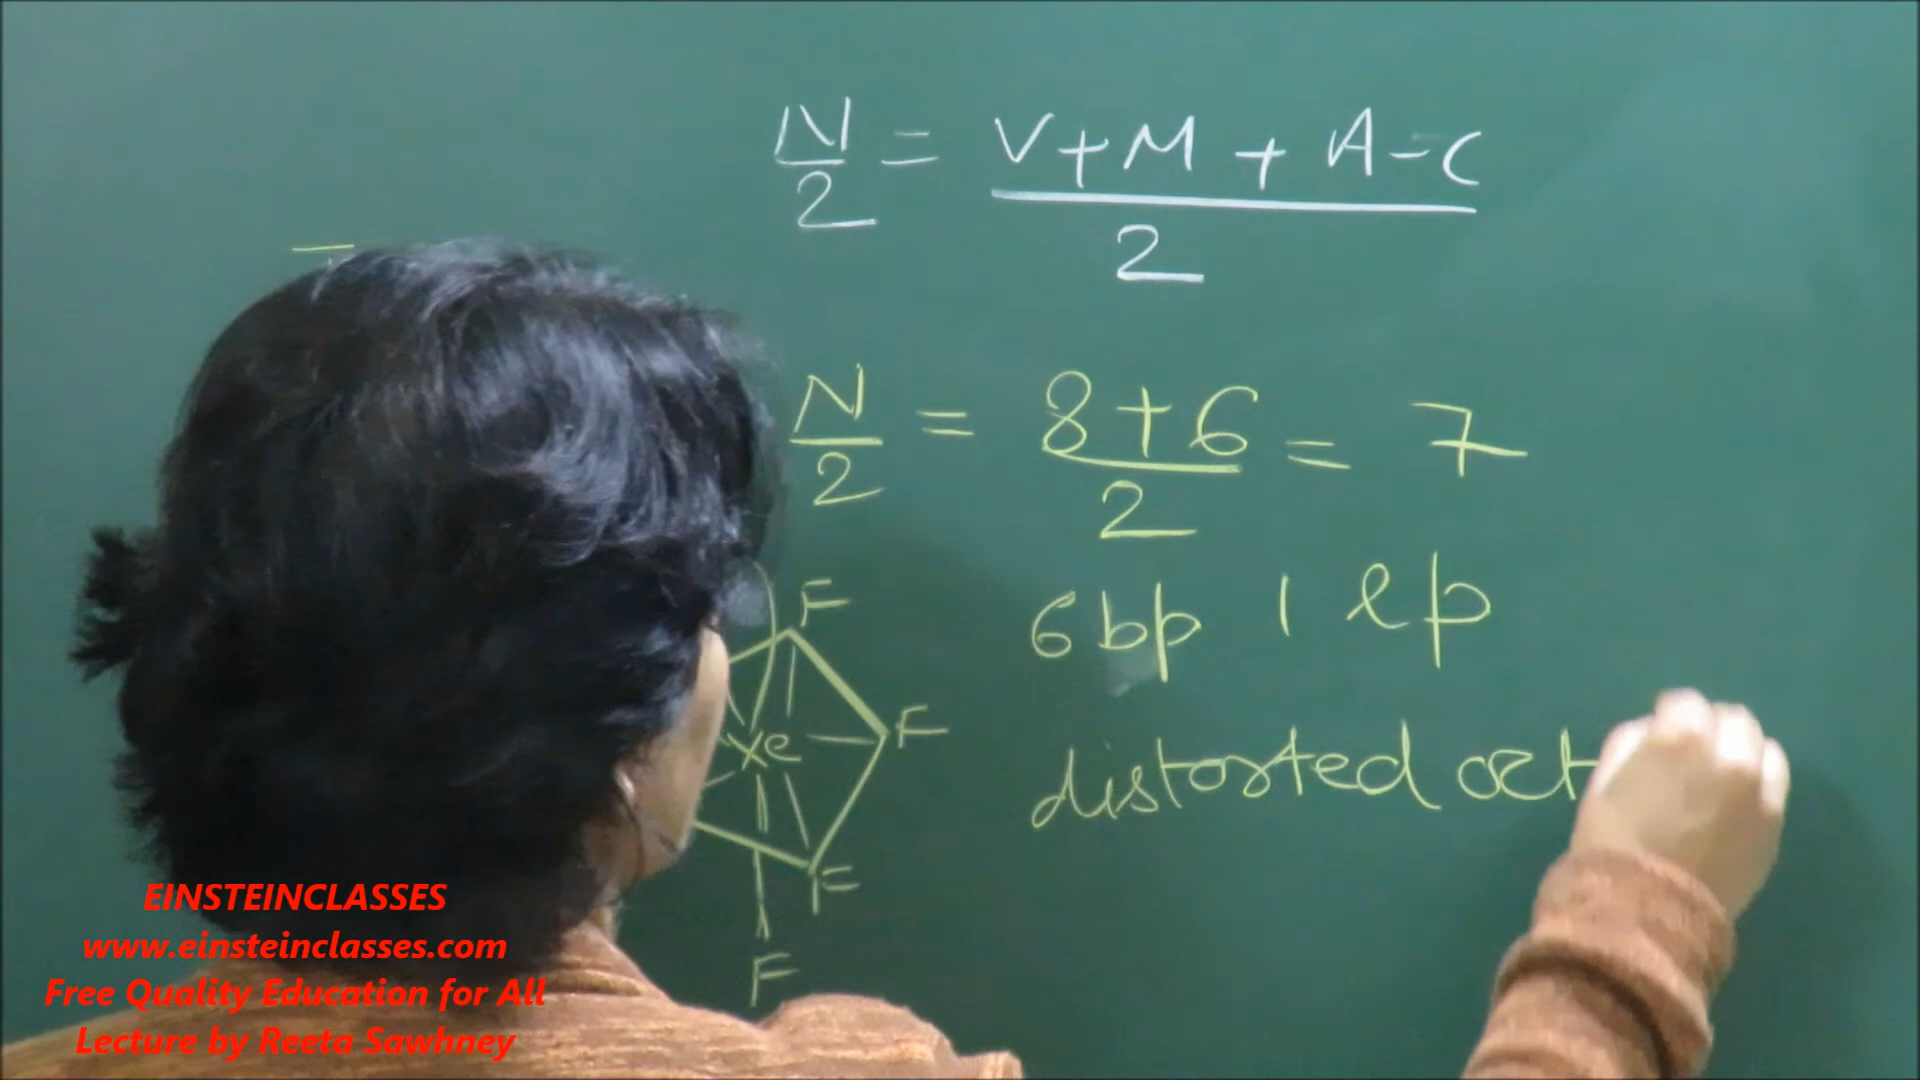 N/2 = V+M+A-C/2
N/2 = 8+6/2 = 7
6bp 1 lp
F
Xe F
distorted oct
F
F
EINSTEINCLASSES
www.einsteinclasses.com
Free Quality Education for All
Lecture by Reeta Sawhney